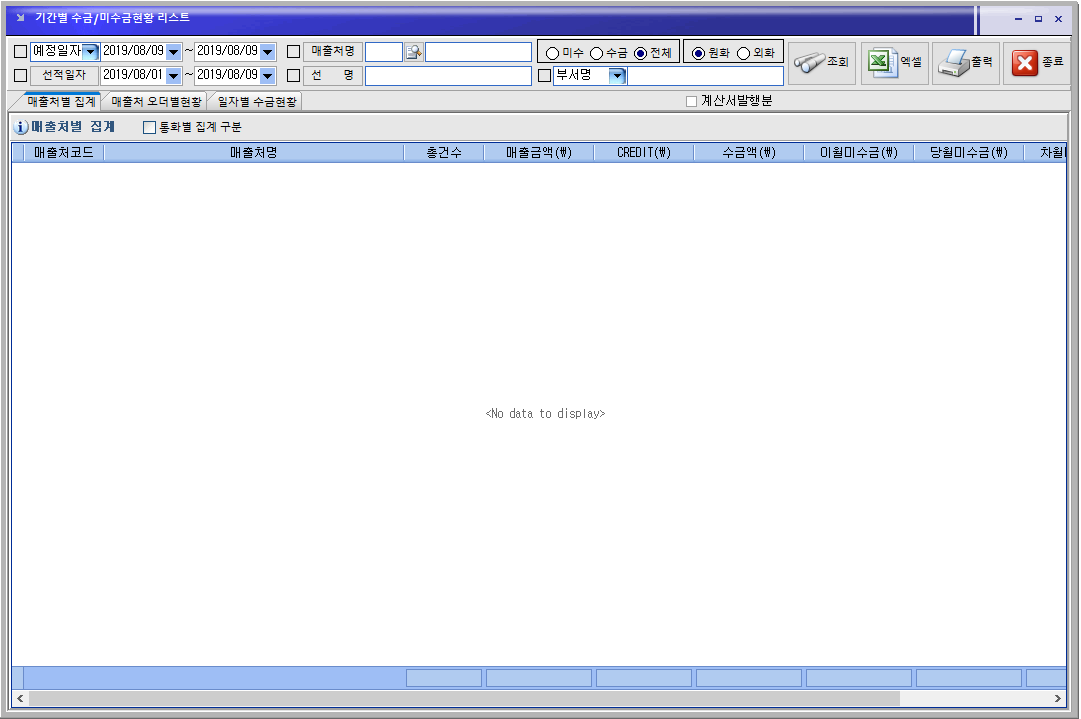 기간별 수금/미수금현황 리스트
예정일자 2019/08/09 ~ 2019/08/09 매출처명 미수 수금 전체 원화 외화 조회 엑셀 출력 종료
선적일자 2019/08/01 ~ 2019/08/09 선 명 부서명
매출처별 집계 매출처 오더별현황 일자별 수금현황 계산서발행분
매출처별 집계 통화별 집계 구분
매출처코드 매출처명 총건수 매출금액(₩) CREDIT(₩) 수금액(₩) 이월미수금(₩) 당월미수금(₩) 차월
<No data to display>